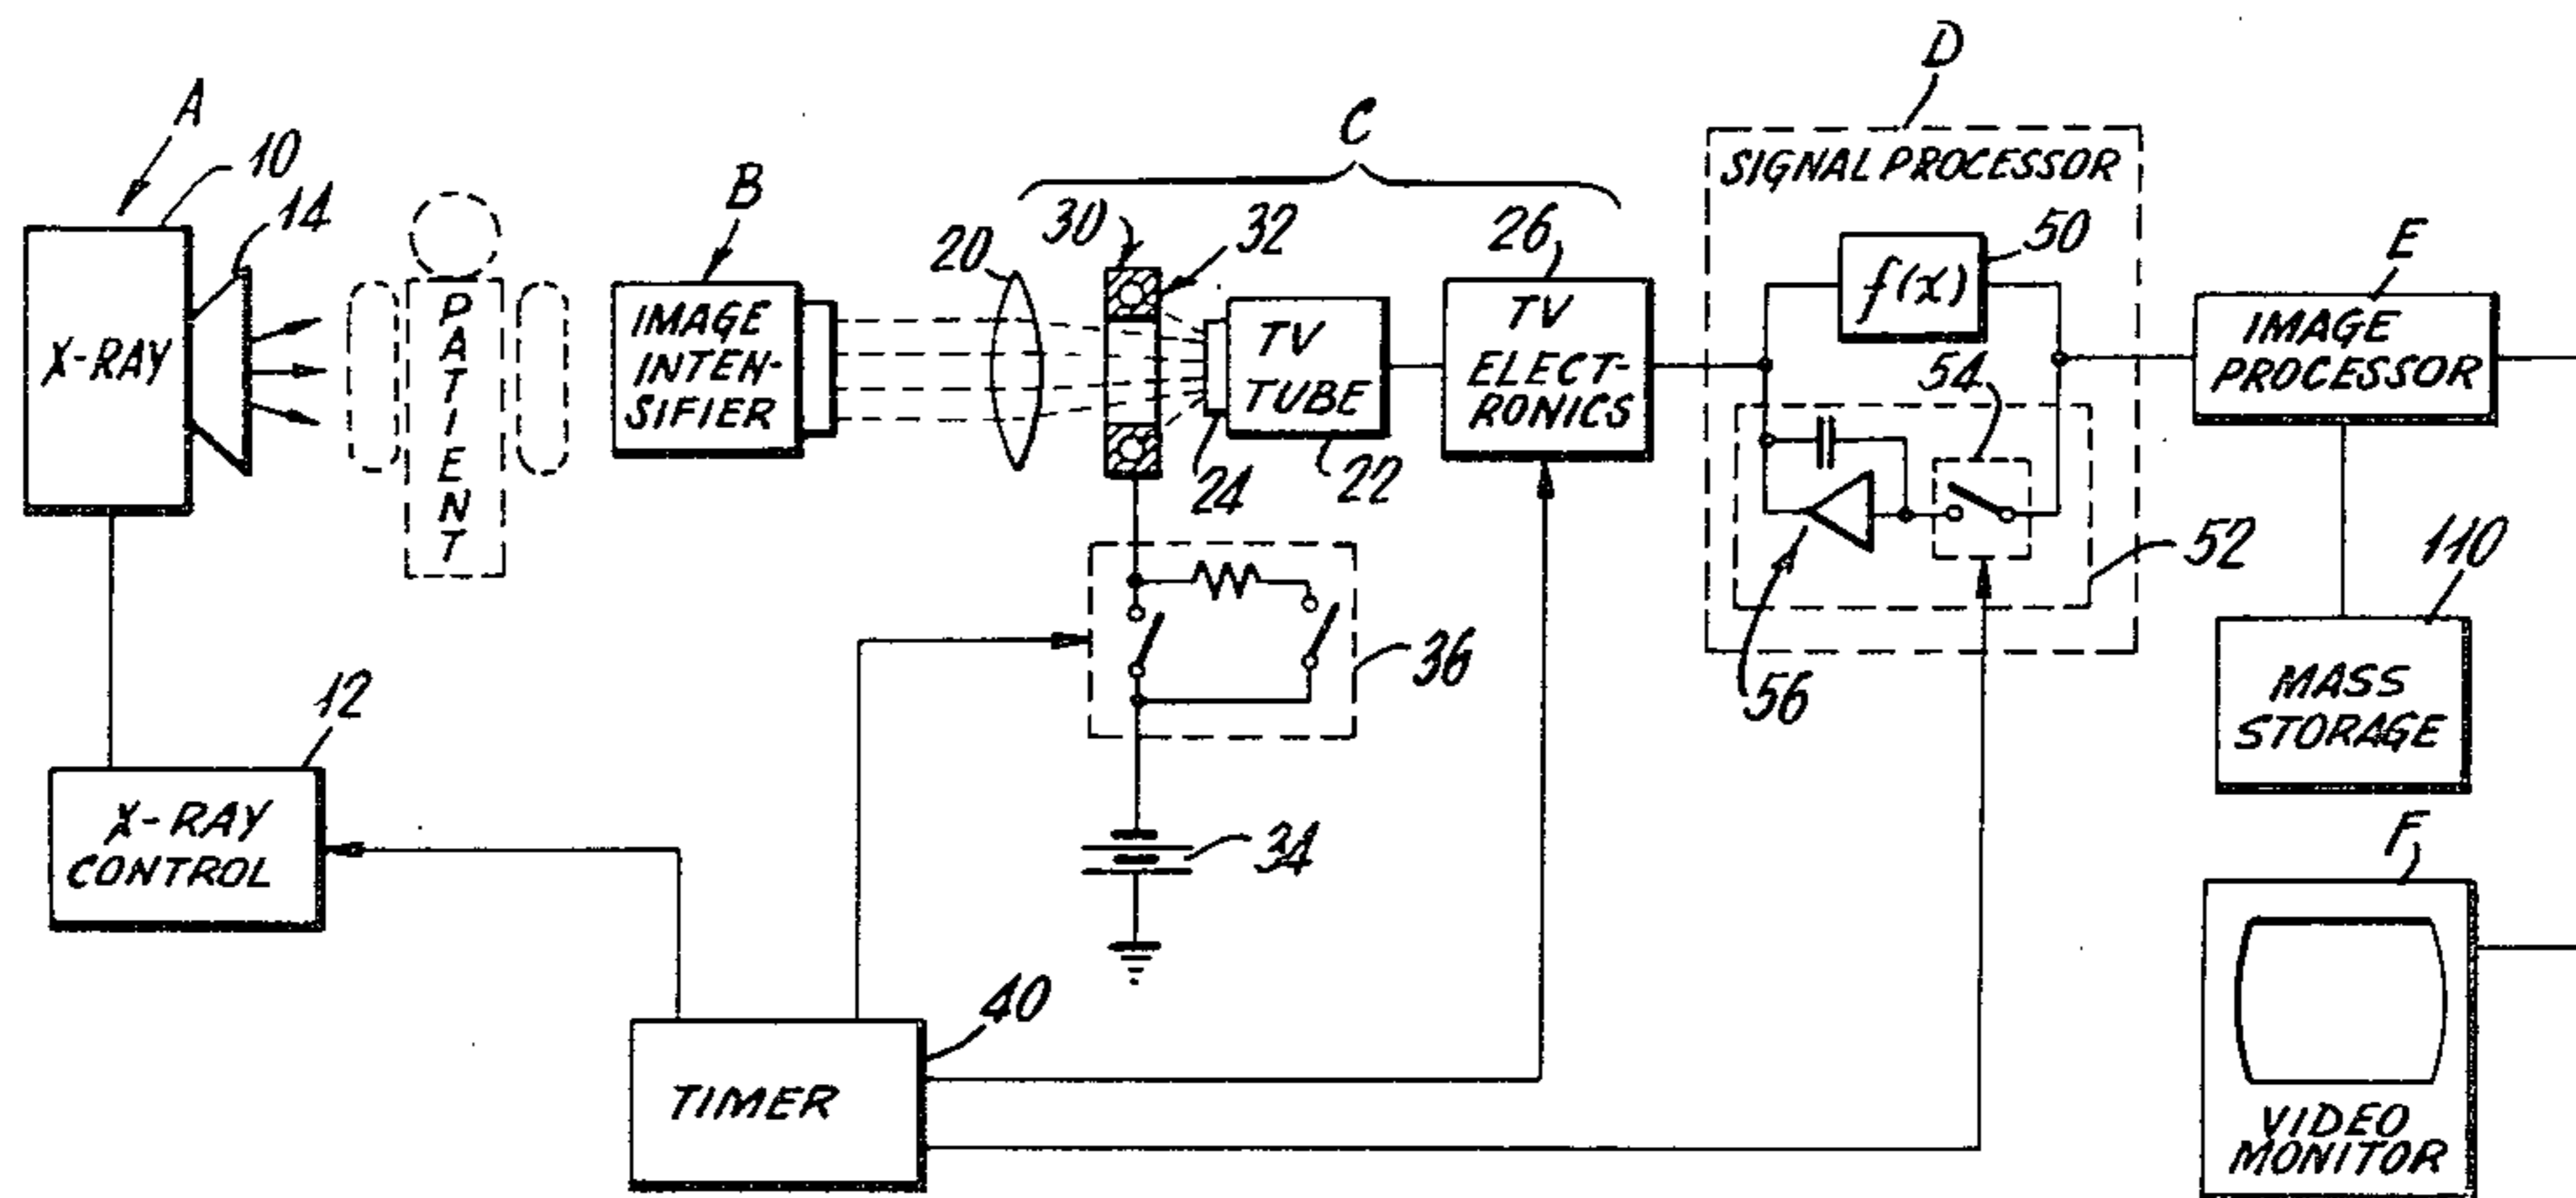 A
10
14
X-RAY
PATIENT
B
IMAGE
INTEN-
SIFIER
C
20
30
32
24
TV
TUBE
22
26
TV
ELECT-
RONICS
D
SIGNAL PROCESSOR
50
f(x)
54
52
56
E
IMAGE
PROCESSOR
110
MASS
STORAGE
F
VIDEO
MONITOR
12
X-RAY
CONTROL
36
34
40
TIMER